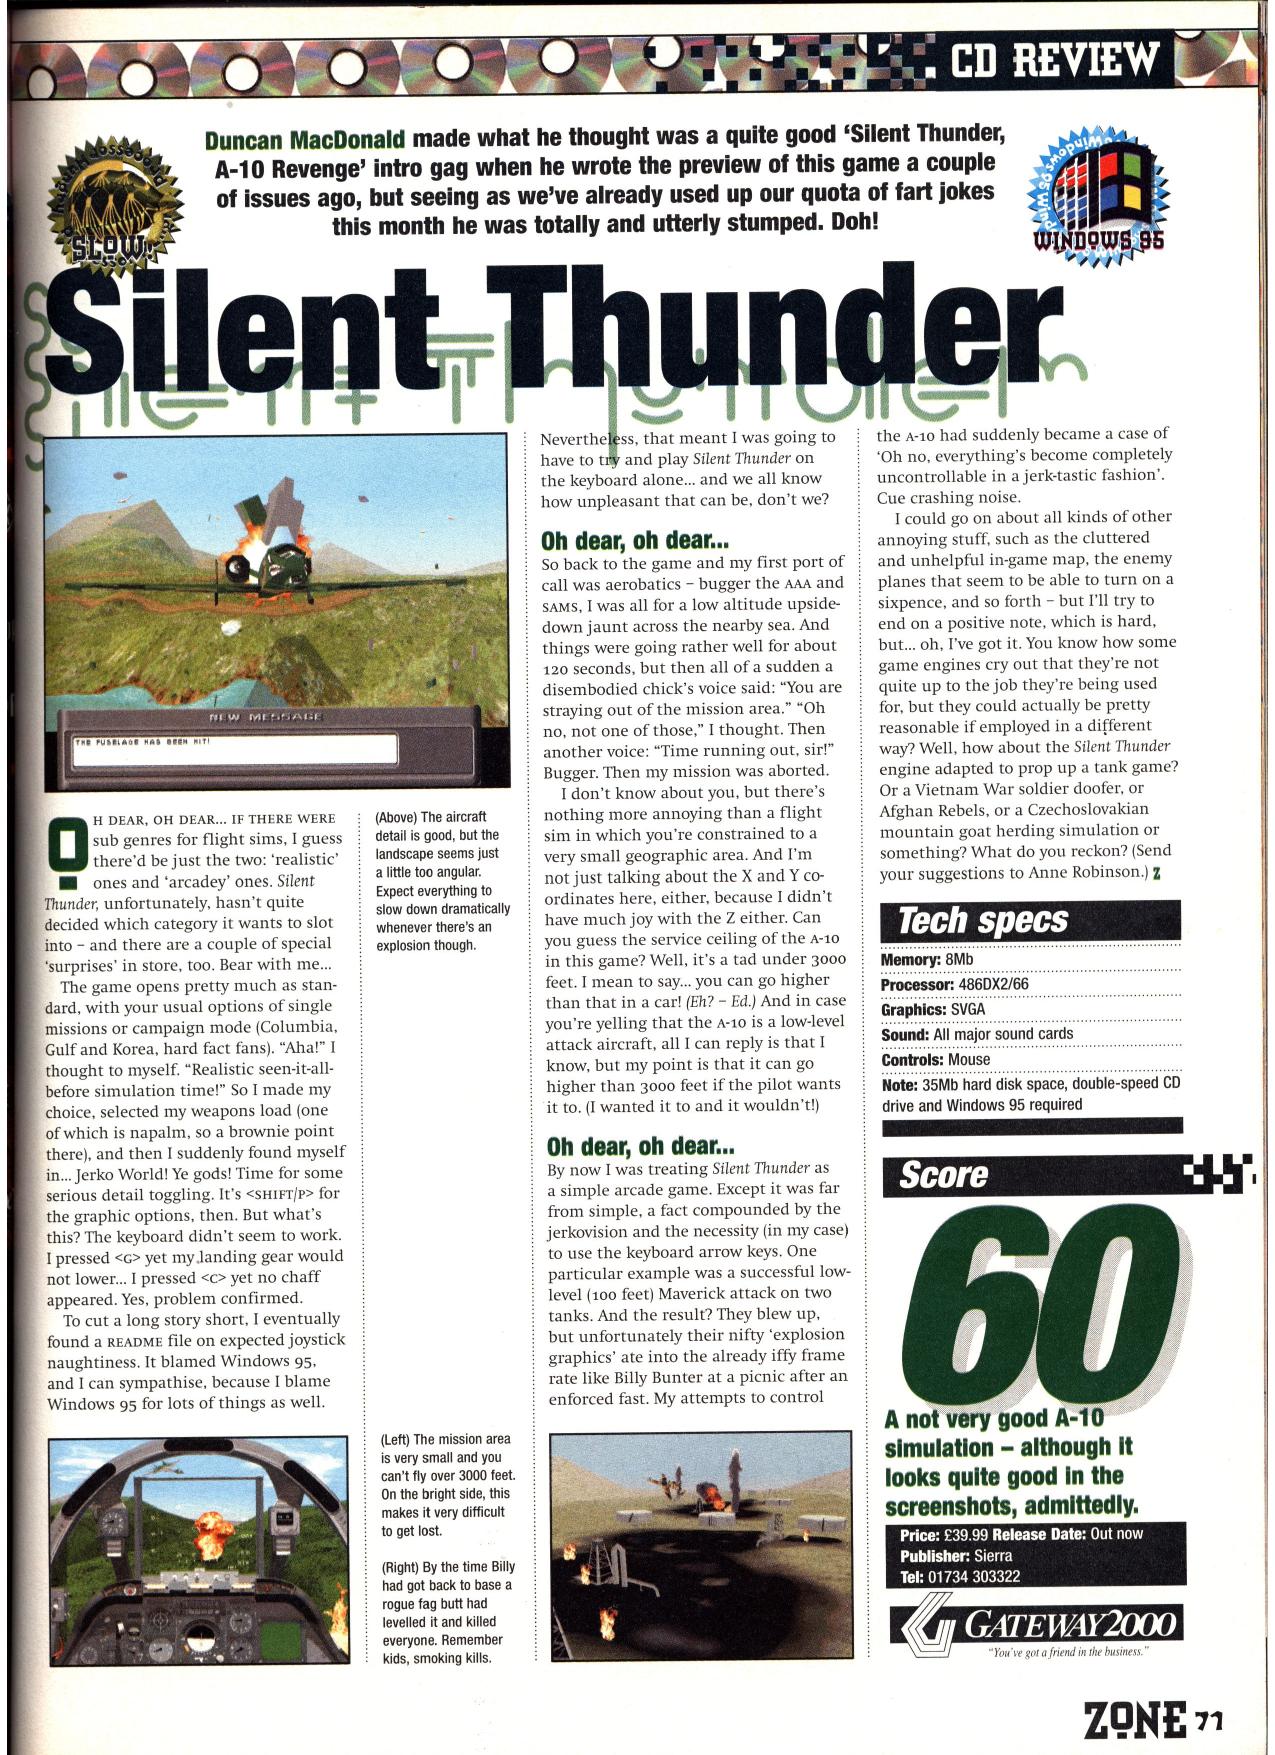 CD REVIEW
Duncan MacDonald made what he thought was a quite good ‘Silent Thunder,
A-10 Revenge’ intro gag when he wrote the preview of this game a couple
of issues ago, but seeing as we’ve already used up our quota of fart jokes
this month he was totally and utterly stumped. Doh!
SLOW!
WINDOWS 95
Silent Thunder
NEW MESSAGE
THE FUSELAGE HAS BEEN HIT!
OH DEAR, OH DEAR... IF THERE WERE
sub genres for flight sims, I guess
there’d be just the two: ‘realistic’
ones and ‘arcadey’ ones. Silent
Thunder, unfortunately, hasn’t quite
decided which category it wants to slot
into – and there are a couple of special
‘surprises’ in store, too. Bear with me...
The game opens pretty much as stan-
dard, with your usual options of single
missions or campaign mode (Columbia,
Gulf and Korea, hard fact fans). “Aha!” I
thought to myself. “Realistic seen-it-all-
before simulation time!” So I made my
choice, selected my weapons load (one
of which is napalm, so a brownie point
there), and then I suddenly found myself
in... Jerko World! Ye gods! Time for some
serious detail toggling. It’s <SHIFT/P> for
the graphic options, then. But what’s
this? The keyboard didn’t seem to work.
I pressed <G> yet my landing gear would
not lower... I pressed <C> yet no chaff
appeared. Yes, problem confirmed.
To cut a long story short, I eventually
found a README file on expected joystick
naughtiness. It blamed Windows 95,
and I can sympathise, because I blame
Windows 95 for lots of things as well.
(Above) The aircraft
detail is good, but the
landscape seems just
a little too angular.
Expect everything to
slow down dramatically
whenever there’s an
explosion though.
(Left) The mission area
is very small and you
can’t fly over 3000 feet.
On the bright side, this
makes it very difficult
to get lost.
(Right) By the time Billy
had got back to base a
rogue fag butt had
levelled it and killed
everyone. Remember
kids, smoking kills.
Nevertheless, that meant I was going to
have to try and play Silent Thunder on
the keyboard alone... and we all know
how unpleasant that can be, don’t we?
Oh dear, oh dear...
So back to the game and my first port of
call was aerobatics – bugger the AAA and
SAMS, I was all for a low altitude upside-
down jaunt across the nearby sea. And
things were going rather well for about
120 seconds, but then all of a sudden a
disembodied chick’s voice said: “You are
straying out of the mission area.” “Oh
no, not one of those,” I thought. Then
another voice: “Time running out, sir!”
Bugger. Then my mission was aborted.
I don’t know about you, but there’s
nothing more annoying than a flight
sim in which you’re constrained to a
very small geographic area. And I’m
not just talking about the X and Y co-
ordinates here, either, because I didn’t
have much joy with the Z either. Can
you guess the service ceiling of the A-10
in this game? Well, it’s a tad under 3000
feet. I mean to say... you can go higher
than that in a car! (Eh? – Ed.) And in case
you’re yelling that the A-10 is a low-level
attack aircraft, all I can reply is that I
know, but my point is that it can go
higher than 3000 feet if the pilot wants
it to. (I wanted it to and it wouldn’t!)
Oh dear, oh dear...
By now I was treating Silent Thunder as
a simple arcade game. Except it was far
from simple, a fact compounded by the
jerkovision and the necessity (in my case)
to use the keyboard arrow keys. One
particular example was a successful low-
level (100 feet) Maverick attack on two
tanks. And the result? They blew up,
but unfortunately their nifty ‘explosion
graphics’ ate into the already iffy frame
rate like Billy Bunter at a picnic after an
enforced fast. My attempts to control
the A-10 had suddenly became a case of
‘Oh no, everything’s become completely
uncontrollable in a jerk-tastic fashion’.
Cue crashing noise.
I could go on about all kinds of other
annoying stuff, such as the cluttered
and unhelpful in-game map, the enemy
planes that seem to be able to turn on a
sixpence, and so forth – but I’ll try to
end on a positive note, which is hard,
but... oh, I’ve got it. You know how some
game engines cry out that they’re not
quite up to the job they’re being used
for, but they could actually be pretty
reasonable if employed in a different
way? Well, how about the Silent Thunder
engine adapted to prop up a tank game?
Or a Vietnam War soldier doofer, or
Afghan Rebels, or a Czechoslovakian
mountain goat herding simulation or
something? What do you reckon? (Send
your suggestions to Anne Robinson.) Z
Tech specs
Memory: 8Mb
Processor: 486DX2/66
Graphics: SVGA
Sound: All major sound cards
Controls: Mouse
Note: 35Mb hard disk space, double-speed CD
drive and Windows 95 required
Score
60
A not very good A-10
simulation – although it
looks quite good in the
screenshots, admittedly.
Price: £39.99 Release Date: Out now
Publisher: Sierra
Tel: 01734 303322
GATEWAY2000
“You’ve got a friend in the business.”
ZONE 77